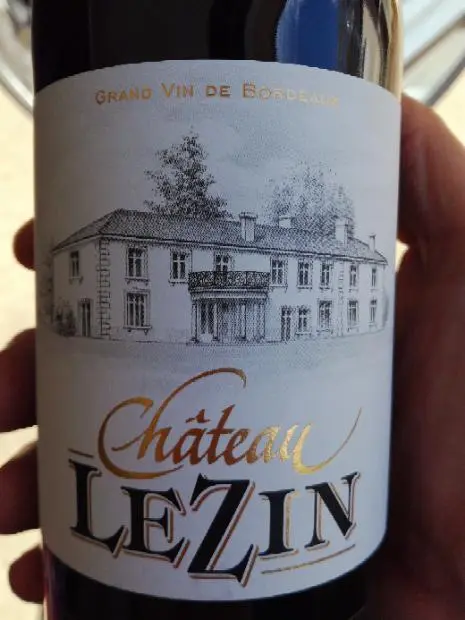 GRAND VIN DE BORDEAUX
Château
LEZIN